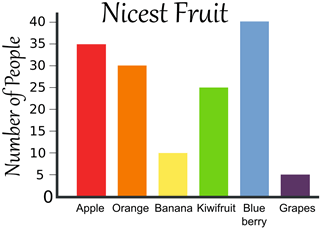 Nicest Fruit
Number of People
40
35
30
25
20
15
10
5
0
Apple
Orange
Banana
Kiwifruit
Blue
berry
Grapes